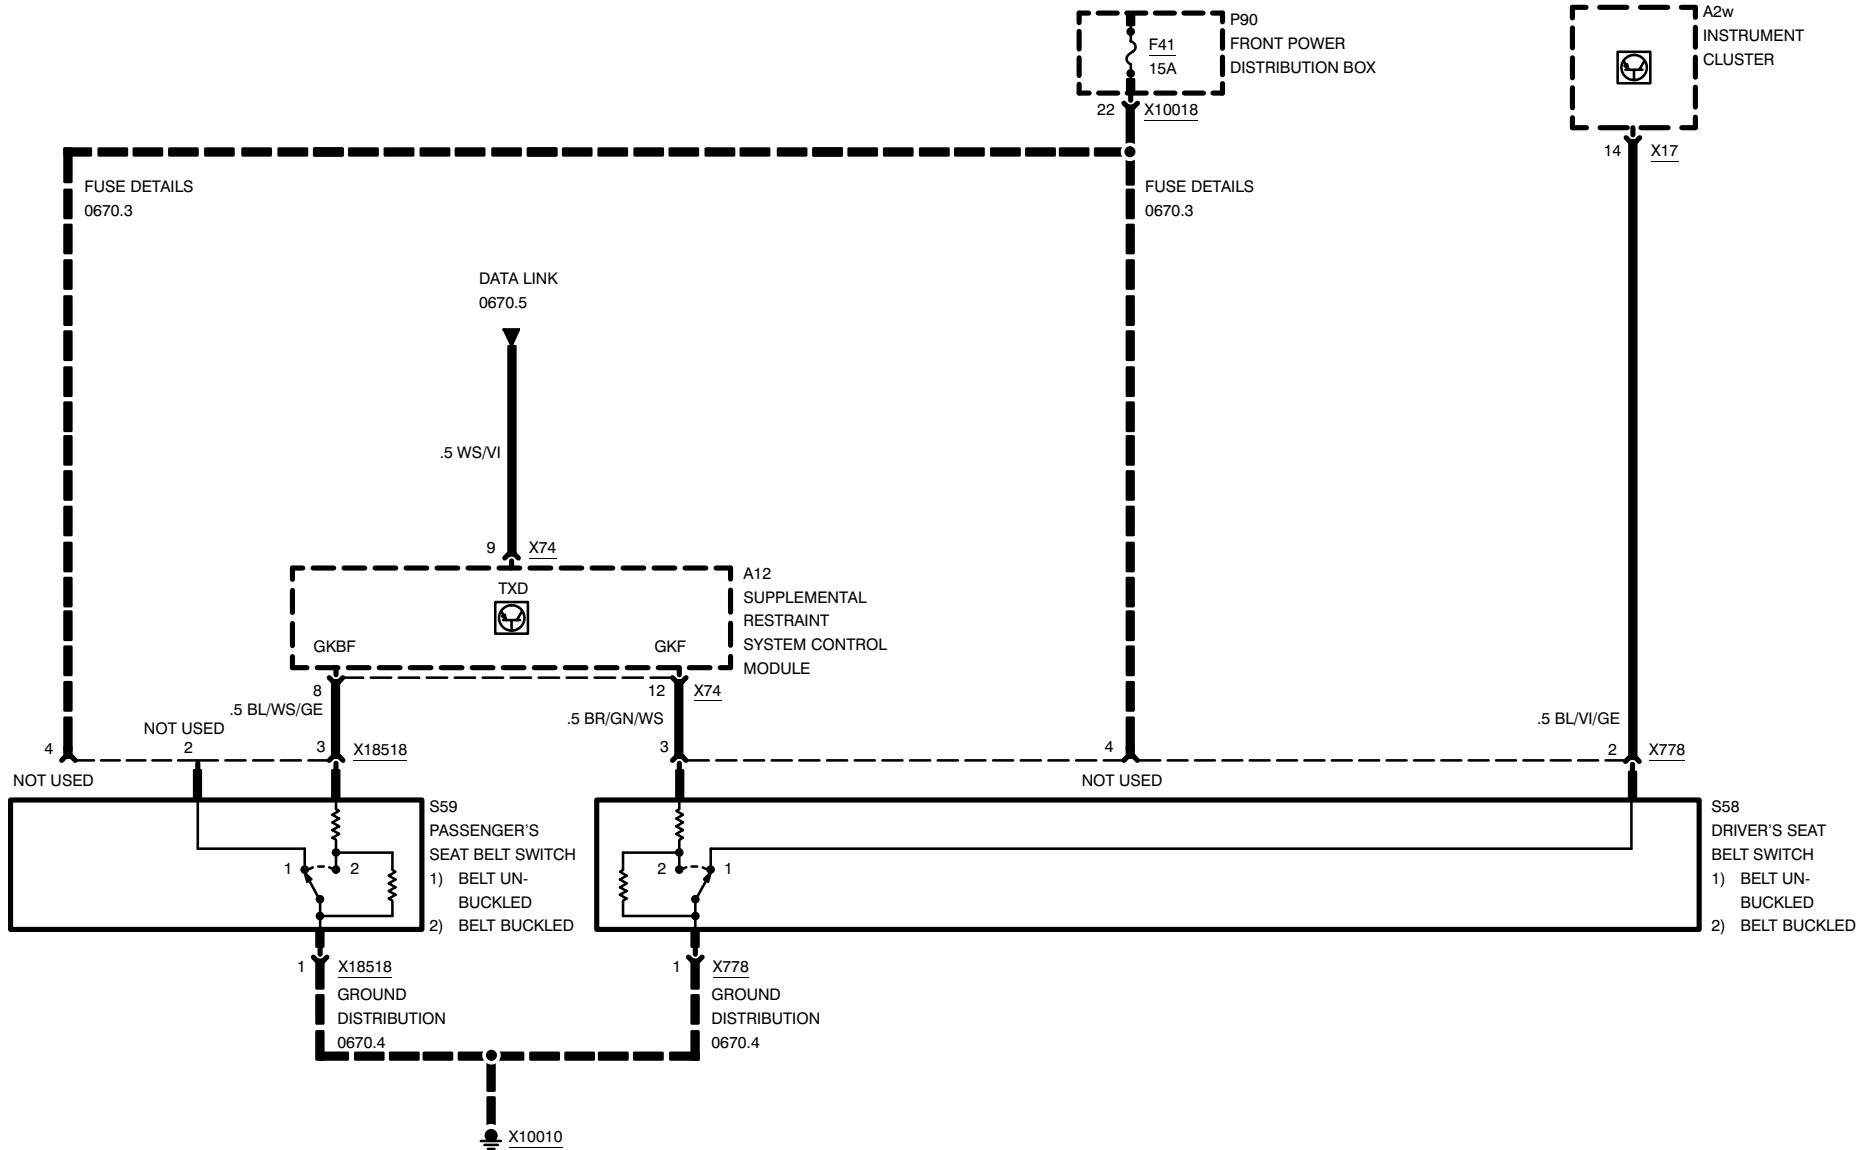 P90
FRONT POWER
DISTRIBUTION BOX
F41
15A
22
X10018
A2w
INSTRUMENT
CLUSTER
14
X17
FUSE DETAILS
0670.3
FUSE DETAILS
0670.3
DATA LINK
0670.5
.5 WS/VI
9
X74
TXD
GKBF
GKF
A12
SUPPLEMENTAL
RESTRAINT
SYSTEM CONTROL
MODULE
8
.5 BL/WS/GE
12
X74
.5 BR/GN/WS
.5 BL/VI/GE
NOT USED
4
2
3
X18518
3
4
2
X778
NOT USED
NOT USED
1
2
S59
PASSENGER'S
SEAT BELT SWITCH
1) BELT UN-
BUCKLED
2) BELT BUCKLED
2
1
S58
DRIVER'S SEAT
BELT SWITCH
1) BELT UN-
BUCKLED
2) BELT BUCKLED
1
X18518
GROUND
DISTRIBUTION
0670.4
1
X778
GROUND
DISTRIBUTION
0670.4
X10010